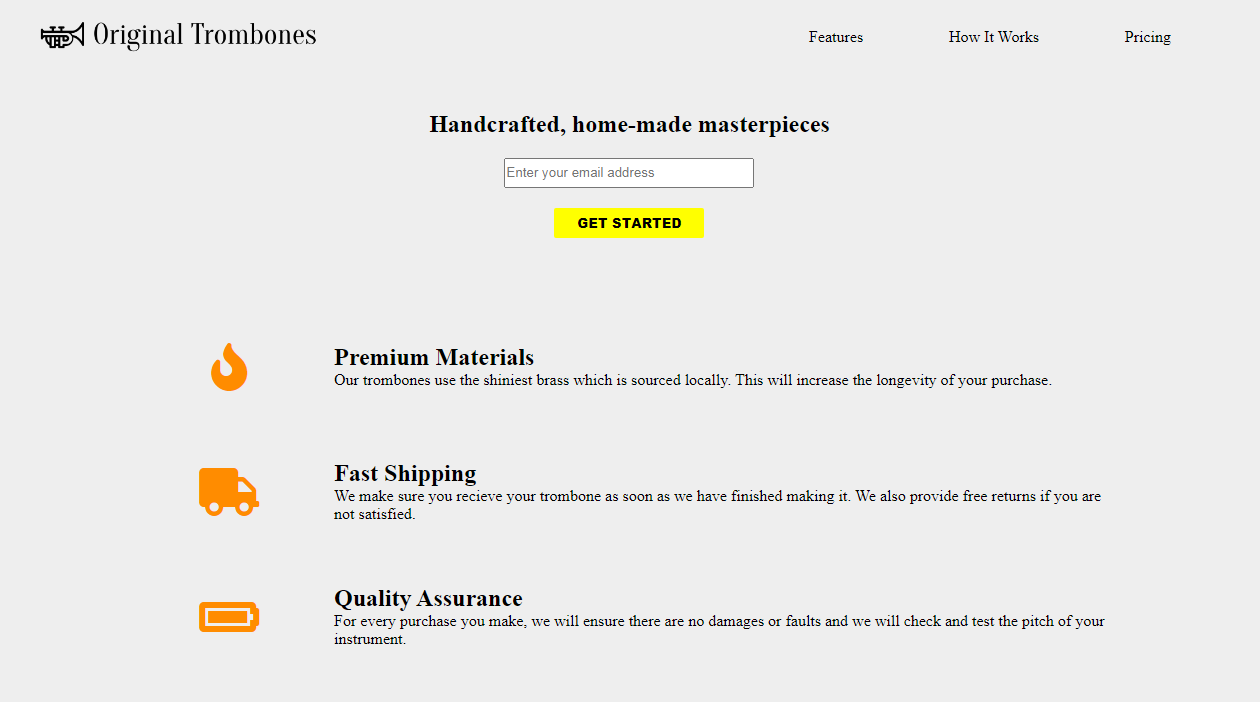 Original Trombones
Features
How It Works
Pricing
Handcrafted, home-made masterpieces
Enter your email address
GET STARTED
Premium Materials
Our trombones use the shiniest brass which is sourced locally. This will increase the longevity of your purchase.
Fast Shipping
We make sure you recieve your trombone as soon as we have finished making it. We also provide free returns if you are
not satisfied.
Quality Assurance
For every purchase you make, we will ensure there are no damages or faults and we will check and test the pitch of your
instrument.